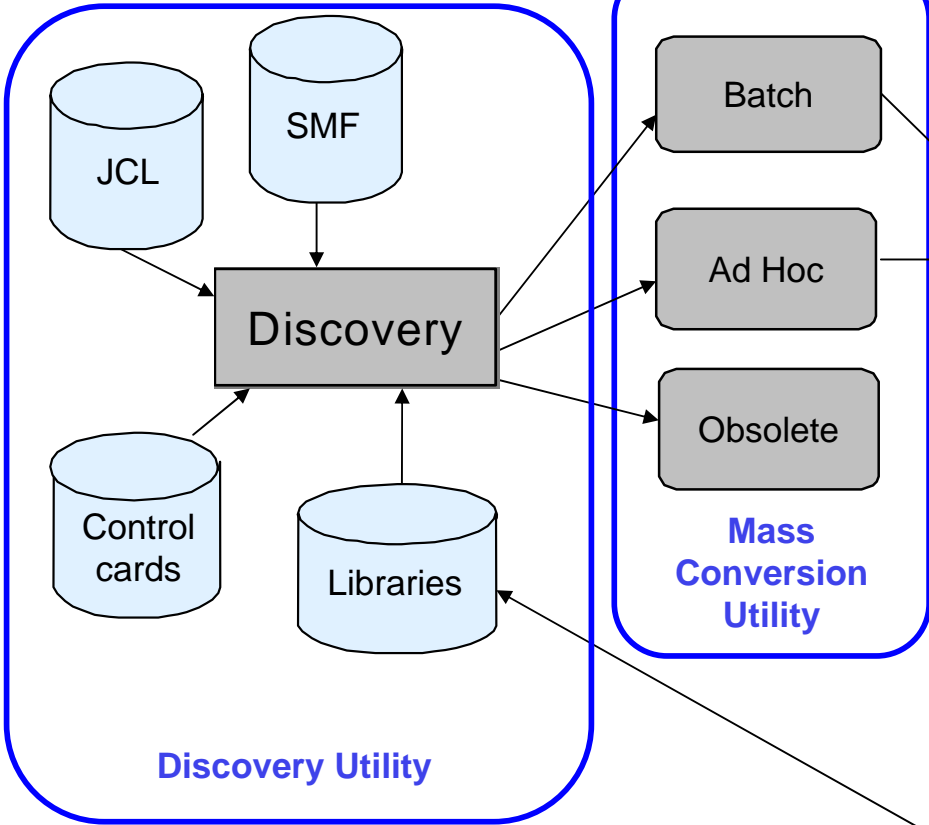 JCL
SMF
Discovery
Control
cards
Libraries
Discovery Utility
Batch
Ad Hoc
Obsolete
Mass
Conversion
Utility